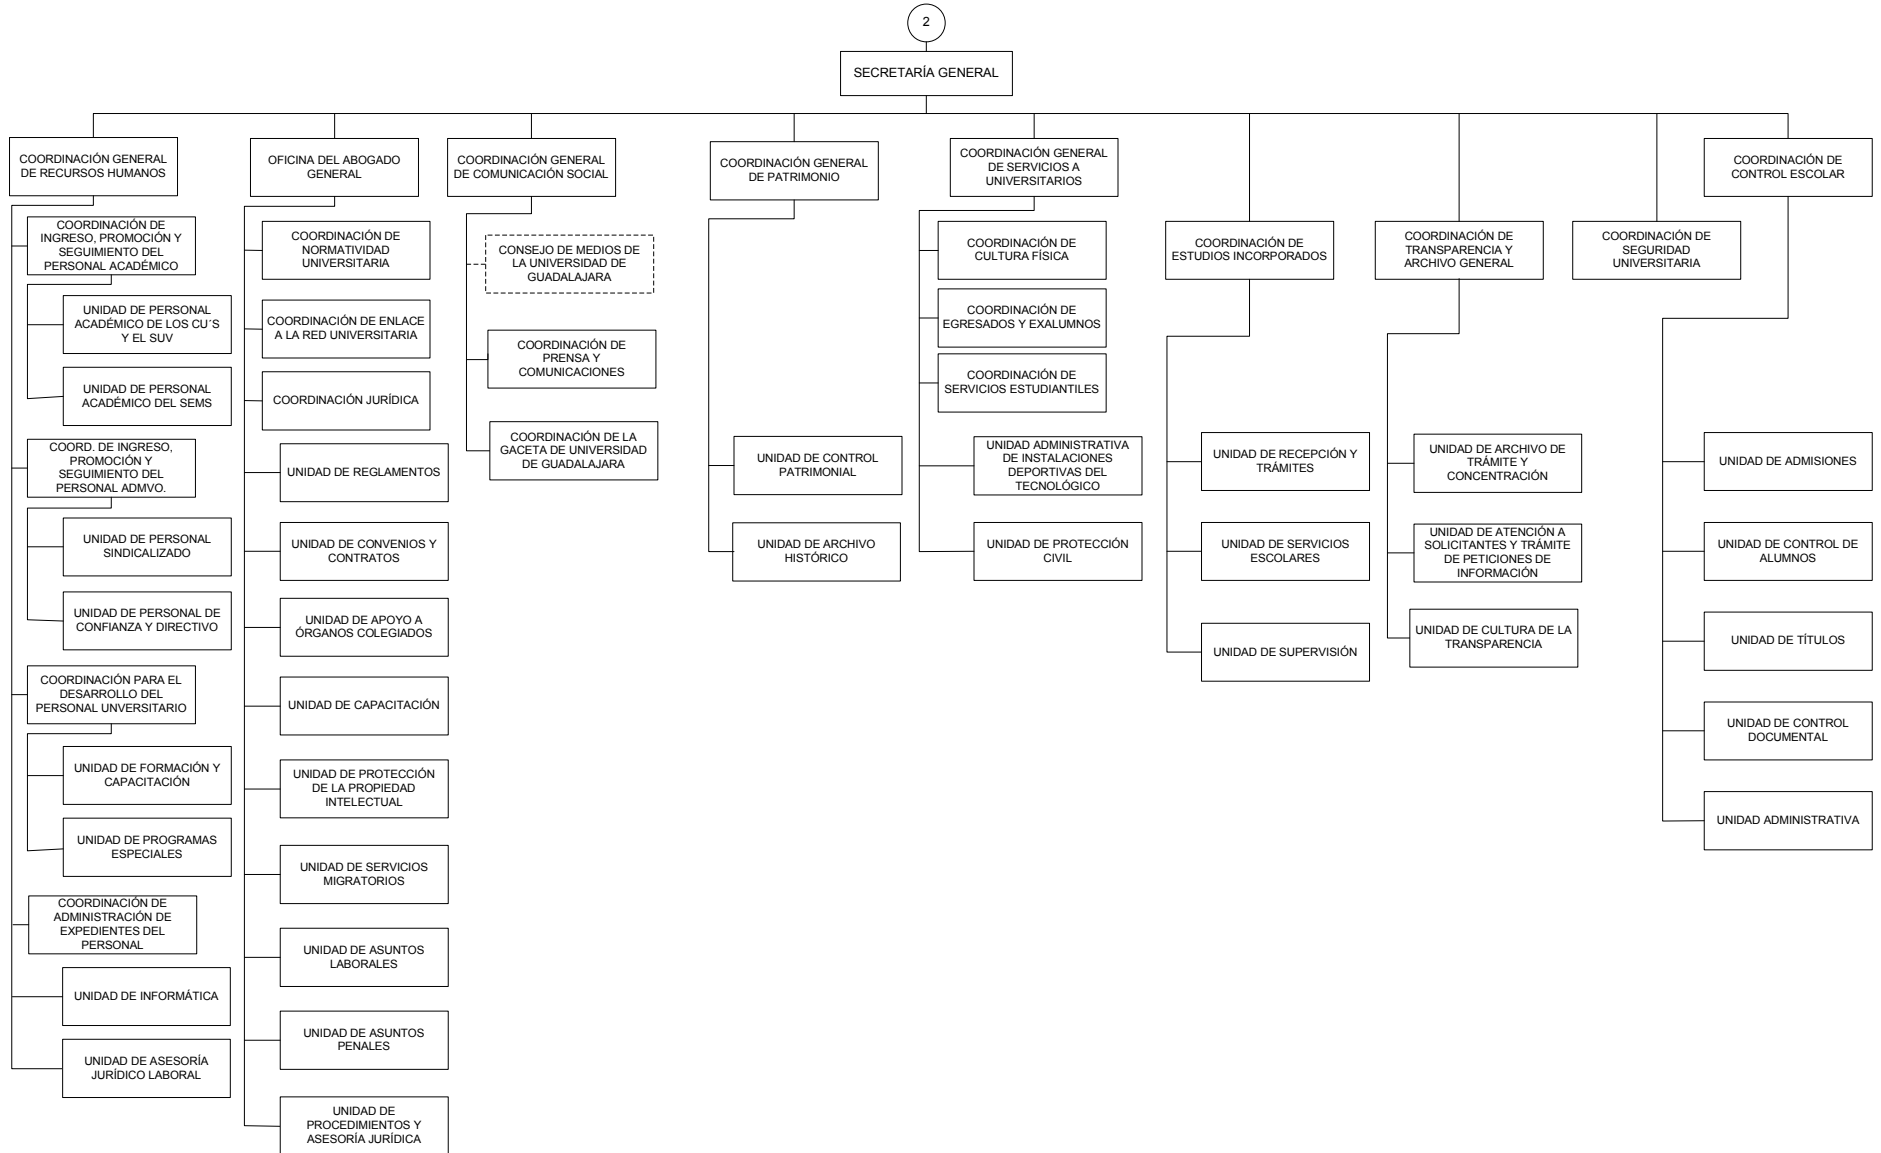 2
SECRETARÍA GENERAL
COORDINACIÓN GENERAL
DE RECURSOS HUMANOS
COORDINACIÓN DE
INGRESO, PROMOCIÓN Y
SEGUIMIENTO DEL
PERSONAL ACADÉMICO
UNIDAD DE PERSONAL
ACADÉMICO DE LOS CU´S
Y EL SUV
UNIDAD DE PERSONAL
ACADÉMICO DEL SEMS
COORD. DE INGRESO,
PROMOCIÓN Y
SEGUIMIENTO DEL
PERSONAL ADMVO.
UNIDAD DE PERSONAL
SINDICALIZADO
UNIDAD DE PERSONAL DE
CONFIANZA Y DIRECTIVO
COORDINACIÓN PARA EL
DESARROLLO DEL
PERSONAL UNVERSITARIO
UNIDAD DE FORMACIÓN Y
CAPACITACIÓN
UNIDAD DE PROGRAMAS
ESPECIALES
COORDINACIÓN DE
ADMINISTRACIÓN DE
EXPEDIENTES DEL
PERSONAL
UNIDAD DE INFORMÁTICA
UNIDAD DE ASESORÍA
JURÍDICO LABORAL
OFICINA DEL ABOGADO
GENERAL
COORDINACIÓN DE
NORMATIVIDAD
UNIVERSITARIA
COORDINACIÓN DE ENLACE
A LA RED UNIVERSITARIA
COORDINACIÓN JURÍDICA
UNIDAD DE REGLAMENTOS
UNIDAD DE CONVENIOS Y
CONTRATOS
UNIDAD DE APOYO A
ÓRGANOS COLEGIADOS
UNIDAD DE CAPACITACIÓN
UNIDAD DE PROTECCIÓN
DE LA PROPIEDAD
INTELECTUAL
UNIDAD DE SERVICIOS
MIGRATORIOS
UNIDAD DE ASUNTOS
LABORALES
UNIDAD DE ASUNTOS
PENALES
UNIDAD DE
PROCEDIMIENTOS Y
ASESORÍA JURÍDICA
COORDINACIÓN GENERAL
DE COMUNICACIÓN SOCIAL
CONSEJO DE MEDIOS DE
LA UNIVERSIDAD DE
GUADALAJARA
COORDINACIÓN DE
PRENSA Y
COMUNICACIONES
COORDINACIÓN DE LA
GACETA DE UNIVERSIDAD
DE GUADALAJARA
COORDINACIÓN GENERAL
DE PATRIMONIO
UNIDAD DE CONTROL
PATRIMONIAL
UNIDAD DE ARCHIVO
HISTÓRICO
COORDINACIÓN GENERAL
DE SERVICIOS A
UNIVERSITARIOS
COORDINACIÓN DE
CULTURA FÍSICA
COORDINACIÓN DE
EGRESADOS Y EXALUMNOS
COORDINACIÓN DE
SERVICIOS ESTUDIANTILES
UNIDAD ADMINISTRATIVA
DE INSTALACIONES
DEPORTIVAS DEL
TECNOLÓGICO
UNIDAD DE PROTECCIÓN
CIVIL
COORDINACIÓN DE
ESTUDIOS INCORPORADOS
UNIDAD DE RECEPCIÓN Y
TRÁMITES
UNIDAD DE SERVICIOS
ESCOLARES
UNIDAD DE SUPERVISIÓN
COORDINACIÓN DE
TRANSPARENCIA Y
ARCHIVO GENERAL
UNIDAD DE ARCHIVO DE
TRÁMITE Y
CONCENTRACIÓN
UNIDAD DE ATENCIÓN A
SOLICITANTES Y TRÁMITE
DE PETICIONES DE
INFORMACIÓN
UNIDAD DE CULTURA DE LA
TRANSPARENCIA
COORDINACIÓN DE
SEGURIDAD
UNIVERSITARIA
COORDINACIÓN DE
CONTROL ESCOLAR
UNIDAD DE ADMISIONES
UNIDAD DE CONTROL DE
ALUMNOS
UNIDAD DE TÍTULOS
UNIDAD DE CONTROL
DOCUMENTAL
UNIDAD ADMINISTRATIVA